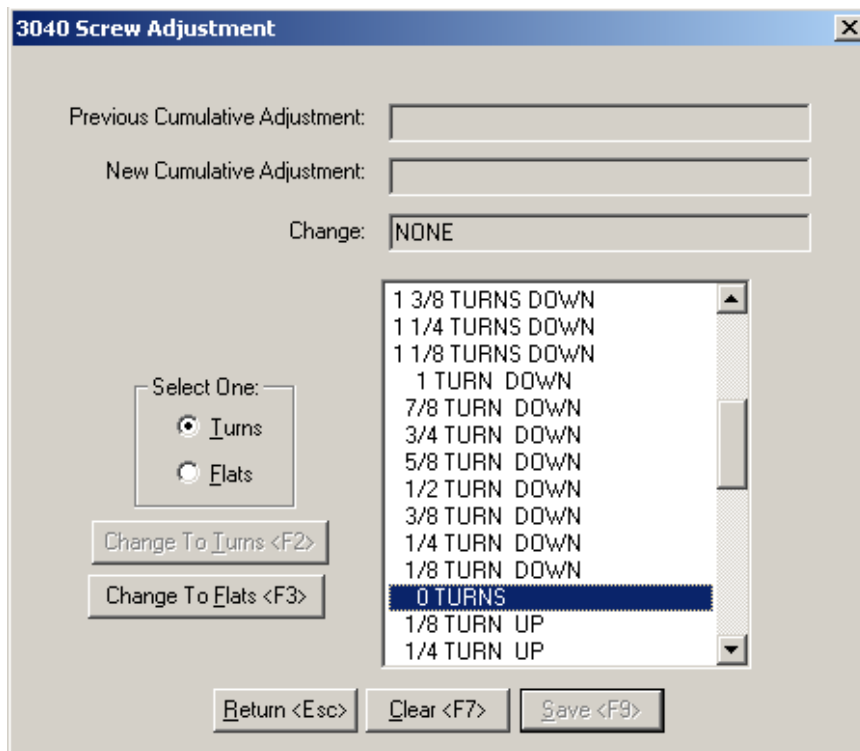 3040 Screw Adjustment
Previous Cumulative Adjustment:
New Cumulative Adjustment:
Change: NONE
1 3/8 TURNS DOWN
1 1/4 TURNS DOWN
1 1/8 TURNS DOWN
1 TURN DOWN
7/8 TURN DOWN
3/4 TURN DOWN
5/8 TURN DOWN
1/2 TURN DOWN
3/8 TURN DOWN
1/4 TURN DOWN
1/8 TURN DOWN
0 TURNS
1/8 TURN UP
1/4 TURN UP
Select One:
Turns
Flats
Change To Turns <F2>
Change To Flats <F3>
Return <Esc> Clear <F7> Save <F9>